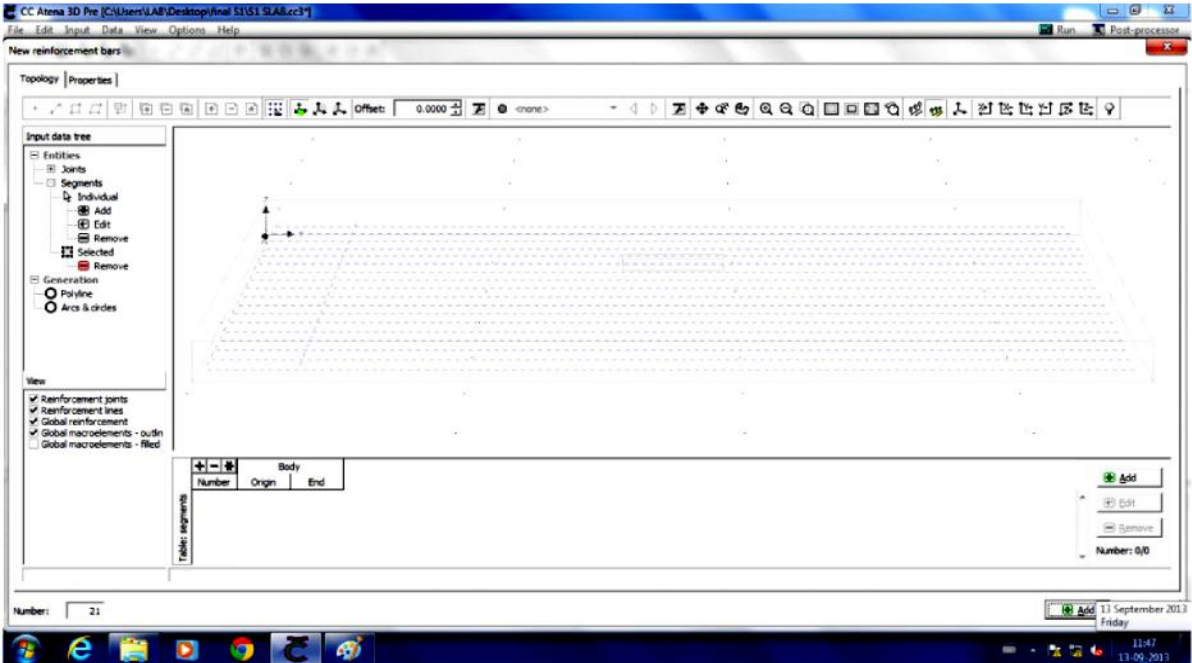 CC Atena 3D Pre [C:\Users\LAB\Desktop\final S1\S1 SLAB.cc3*]
File Edit Input Data View Options Help
Run Post-processor
New reinforcement bars
Topology Properties
Offset: 0.0000 <none>
Input data tree
Entities
Joints
Segments
Individual
Add
Edit
Remove
Selected
Remove
Generation
Polyline
Arcs & circles
View
Reinforcement joints
Reinforcement lines
Global reinforcement
Global macroelements - outlin
Global macroelements - filled
Body
Number Origin End
Table: segments
Add
Edit
Remove
Number: 0/0
Number: 21
Add
13 September 2013
Friday
11:47
13-09-2013